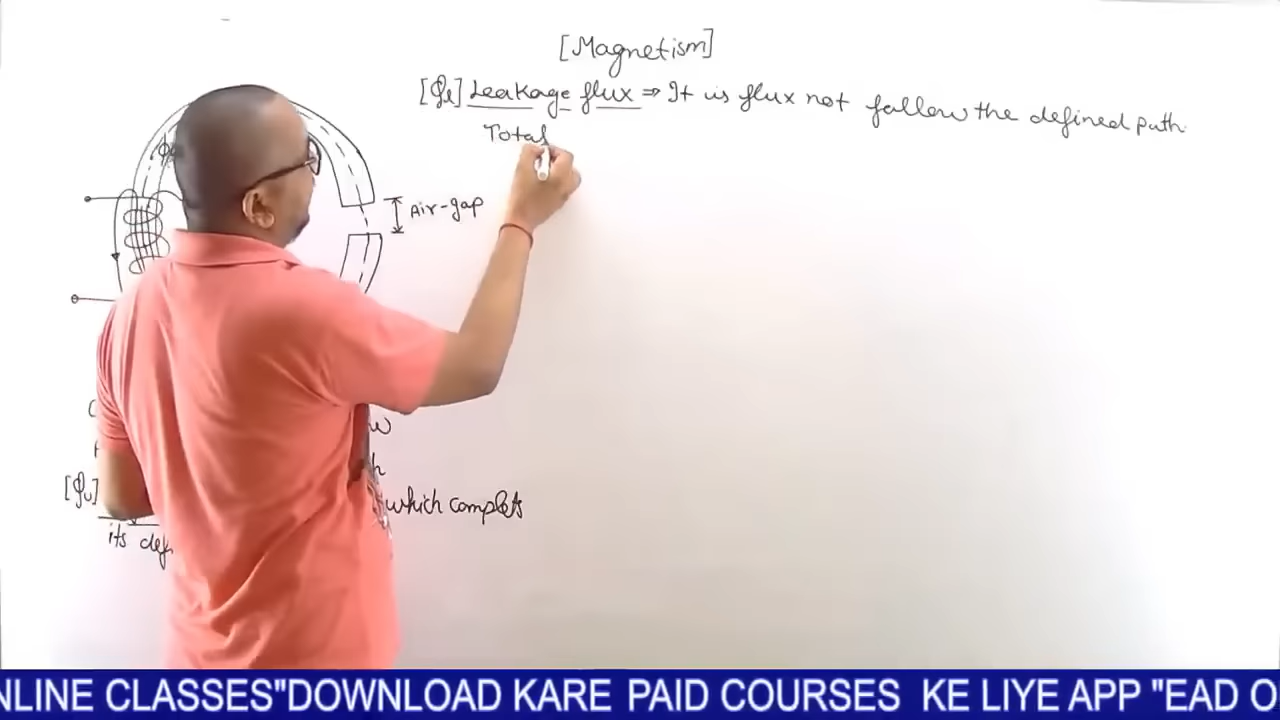 [Magnetism]
[φl] Leakage flux ⇒ It is flux not follow the defined path.
Total
Air-gap
[φu]
which complets
its def
NLINE CLASSES"DOWNLOAD KARE PAID COURSES KE LIYE APP "EAD O